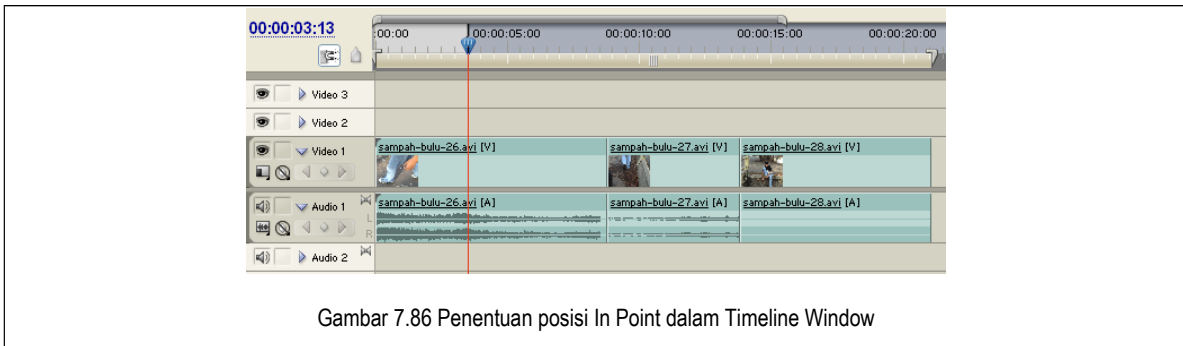 00:00:03:13
:00:00 00:00:05:00 00:00:10:00 00:00:15:00 00:00:20:00
Video 3
Video 2
Video 1
sampah-bulu-26.avi [V] sampah-bulu-27.avi [V] sampah-bulu-28.avi [V]
Audio 1
L
R
sampah-bulu-26.avi [A] sampah-bulu-27.avi [A] sampah-bulu-28.avi [A]
Audio 2
Gambar 7.86 Penentuan posisi In Point dalam Timeline Window